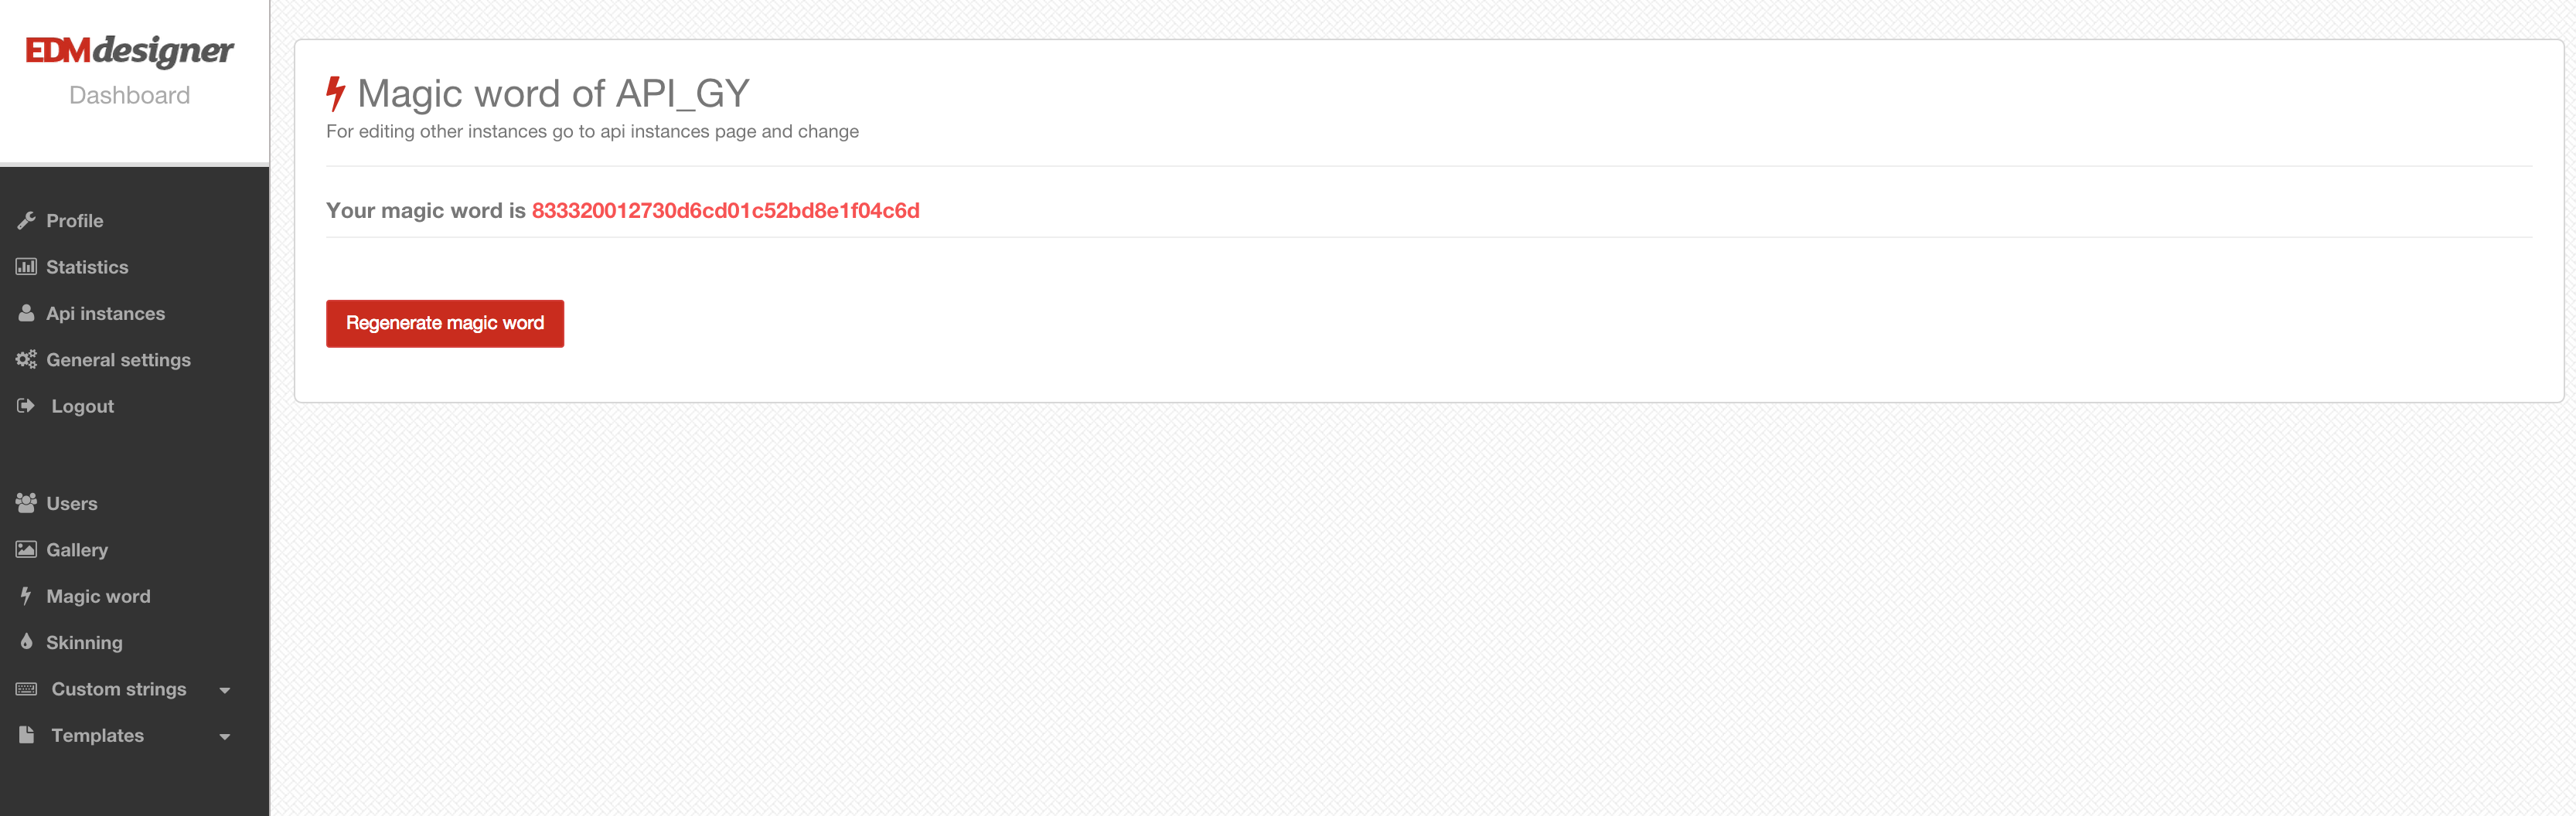 EDMdesigner
Dashboard
Profile
Statistics
Api instances
General settings
Logout
Users
Gallery
Magic word
Skinning
Custom strings
Templates
Magic word of API_GY
For editing other instances go to api instances page and change
Your magic word is 833320012730d6cd01c52bd8e1f04c6d
Regenerate magic word